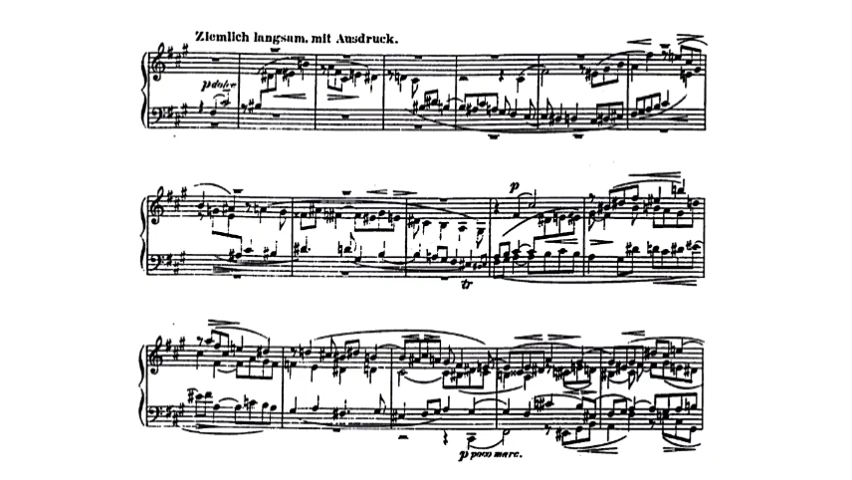 Ziemlich langsam, mit Ausdruck.
p dolce
p
tr
p poco marc.